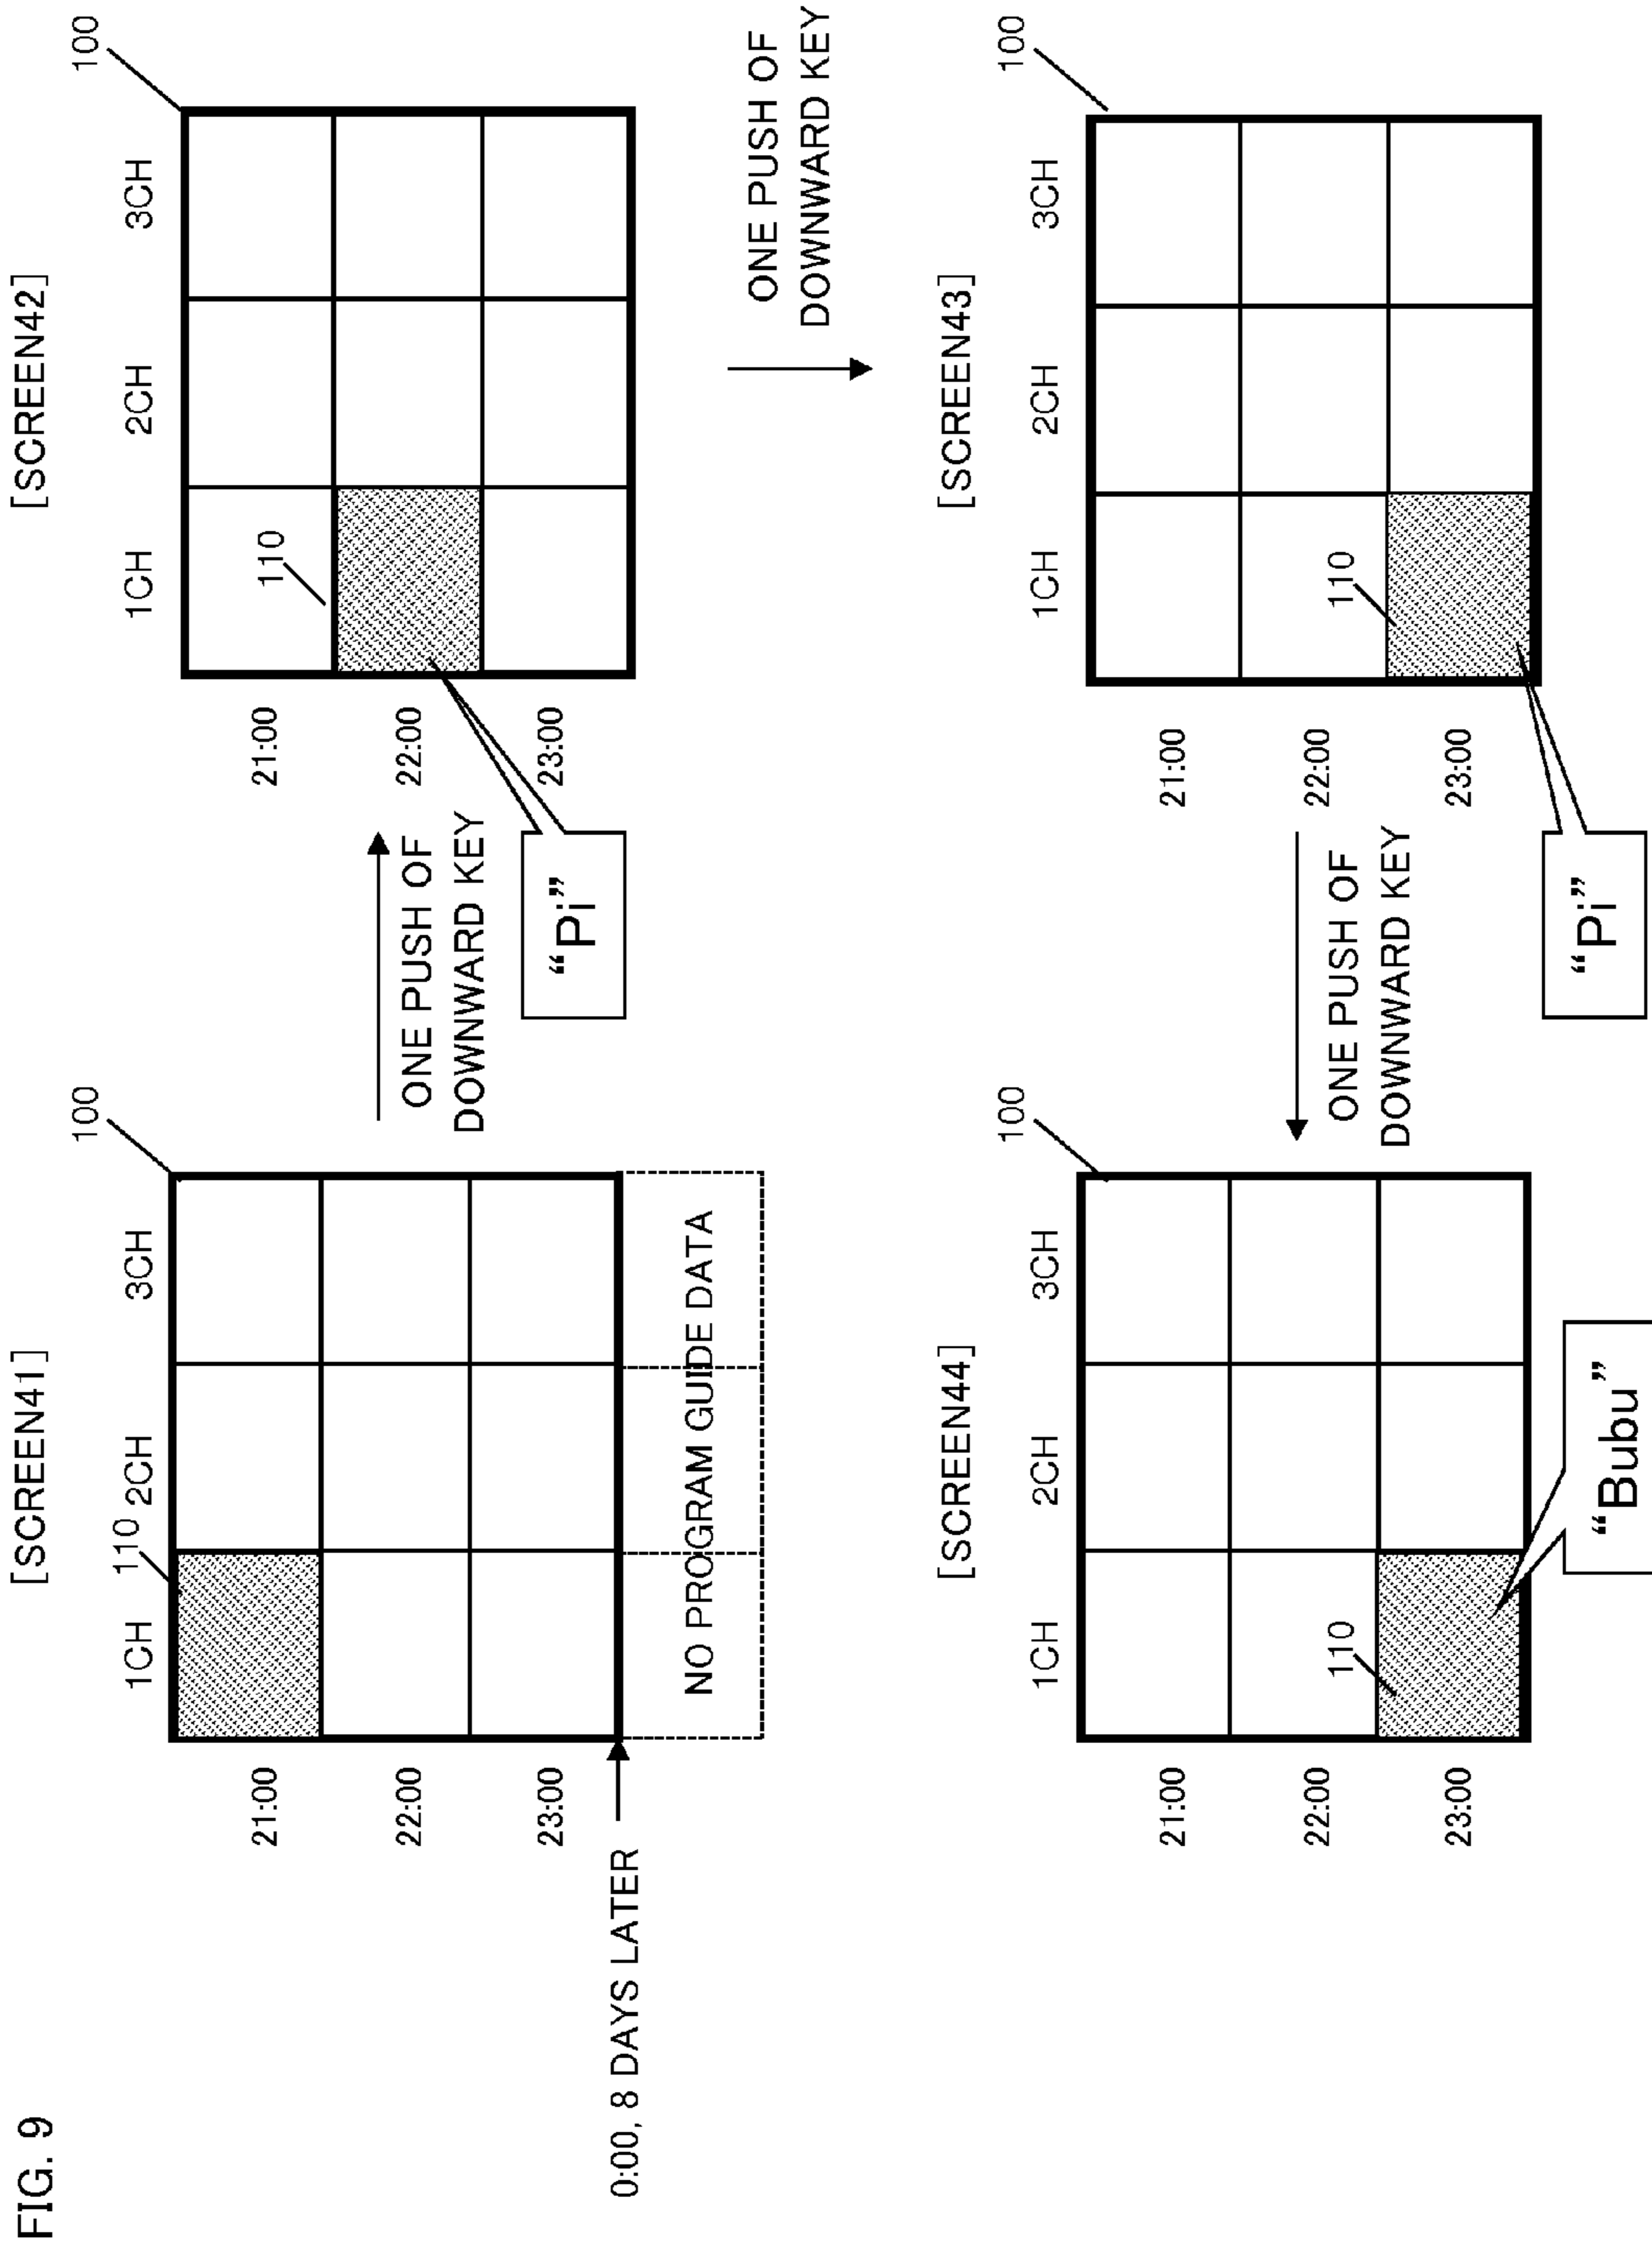 FIG. 9
[SCREEN41]
100
110
1CH 2CH 3CH
21:00
22:00
23:00
0:00, 8 DAYS LATER
NO PROGRAM GUIDE DATA
ONE PUSH OF
DOWNWARD KEY
[SCREEN42]
100
1CH 2CH 3CH
110
21:00
22:00
23:00
“Pi”
ONE PUSH OF
DOWNWARD KEY
[SCREEN43]
100
1CH 2CH 3CH
110
21:00
22:00
23:00
“Pi”
ONE PUSH OF
DOWNWARD KEY
[SCREEN44]
100
1CH 2CH 3CH
110
21:00
22:00
23:00
“Bubu”